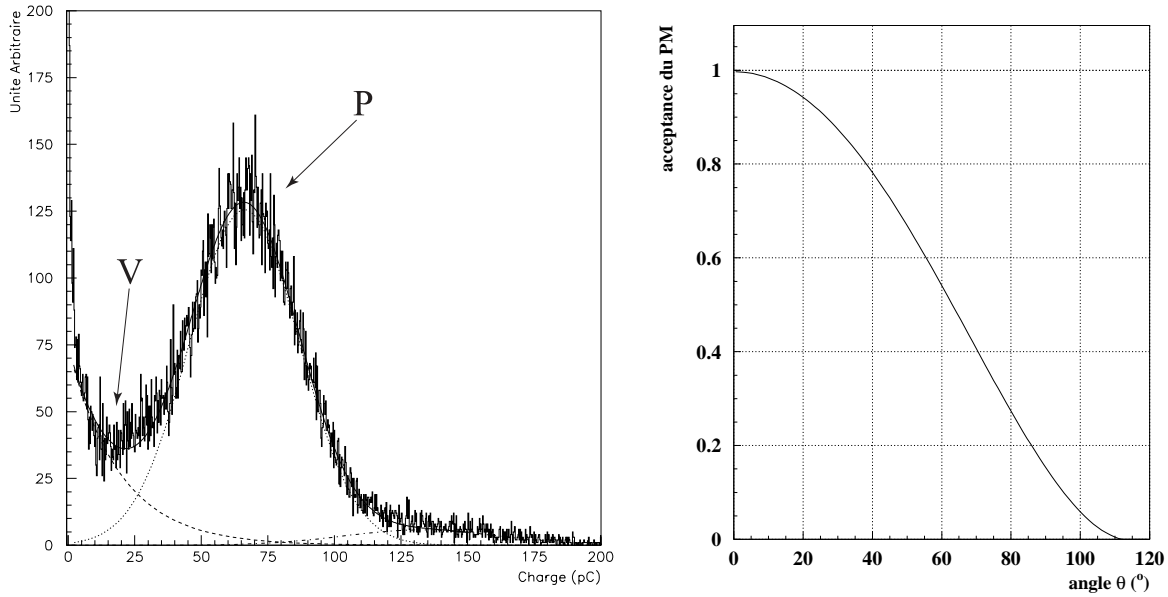 Unite Arbitraire
200
175
150
125
100
75
50
25
0
P
V
0 25 50 75 100 125 150 175 200
Charge (pC)
acceptance du PM
1
0.8
0.6
0.4
0.2
0
0 20 40 60 80 100 120
angle θ (°)